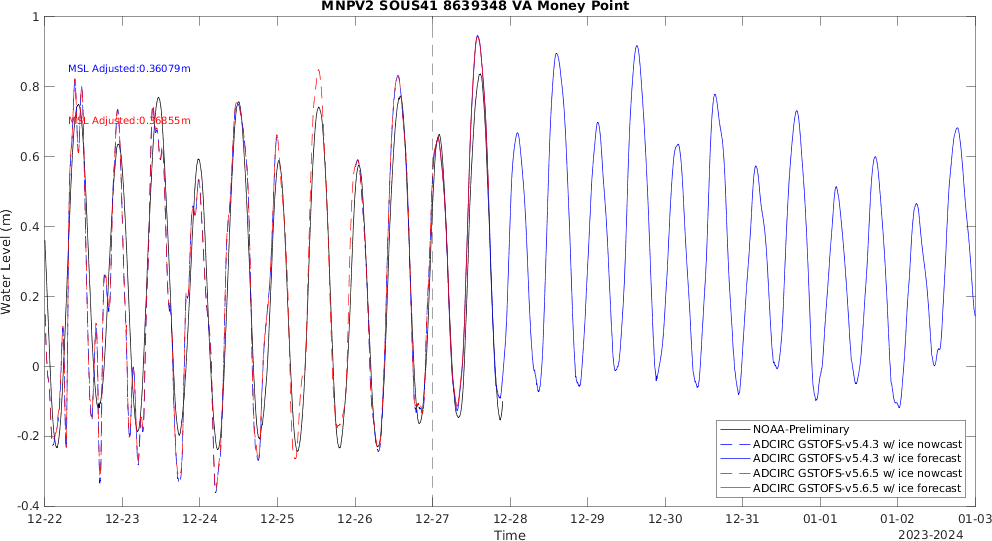 MNPV2 SOUS41 8639348 VA Money Point
1
0.8
0.6
0.4
0.2
0
-0.2
-0.4
Water Level (m)
MSL Adjusted:0.36079m
MSL Adjusted:0.36855m
NOAA-Preliminary
ADCIRC GSTOFS-v5.4.3 w/ ice nowcast
ADCIRC GSTOFS-v5.4.3 w/ ice forecast
ADCIRC GSTOFS-v5.6.5 w/ ice nowcast
ADCIRC GSTOFS-v5.6.5 w/ ice forecast
12-22 12-23 12-24 12-25 12-26 12-27 12-28 12-29 12-30 12-31 01-01 01-02 01-03
Time
2023-2024